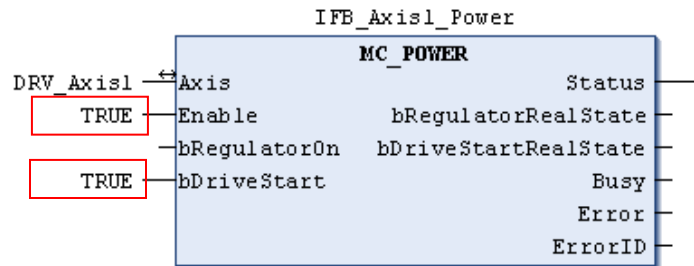 IFB_Axis1_Power
MC_POWER
DRV_Axis1 Axis Status
TRUE Enable bRegulatorRealState
bRegulatorOn bDriveStartRealState
TRUE bDriveStart Busy
Error
ErrorID